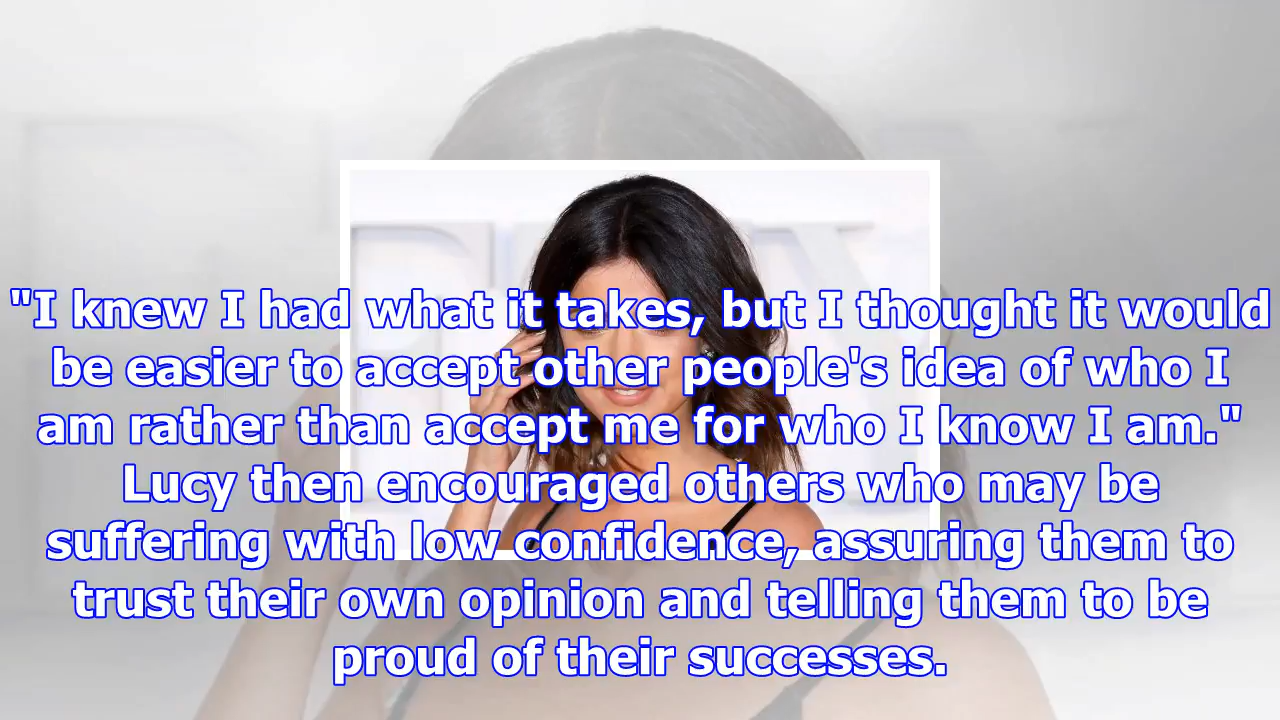 "I knew I had what it takes, but I thought it would
be easier to accept other people's idea of who I
am rather than accept me for who I know I am."
Lucy then encouraged others who may be
suffering with low confidence, assuring them to
trust their own opinion and telling them to be
proud of their successes.